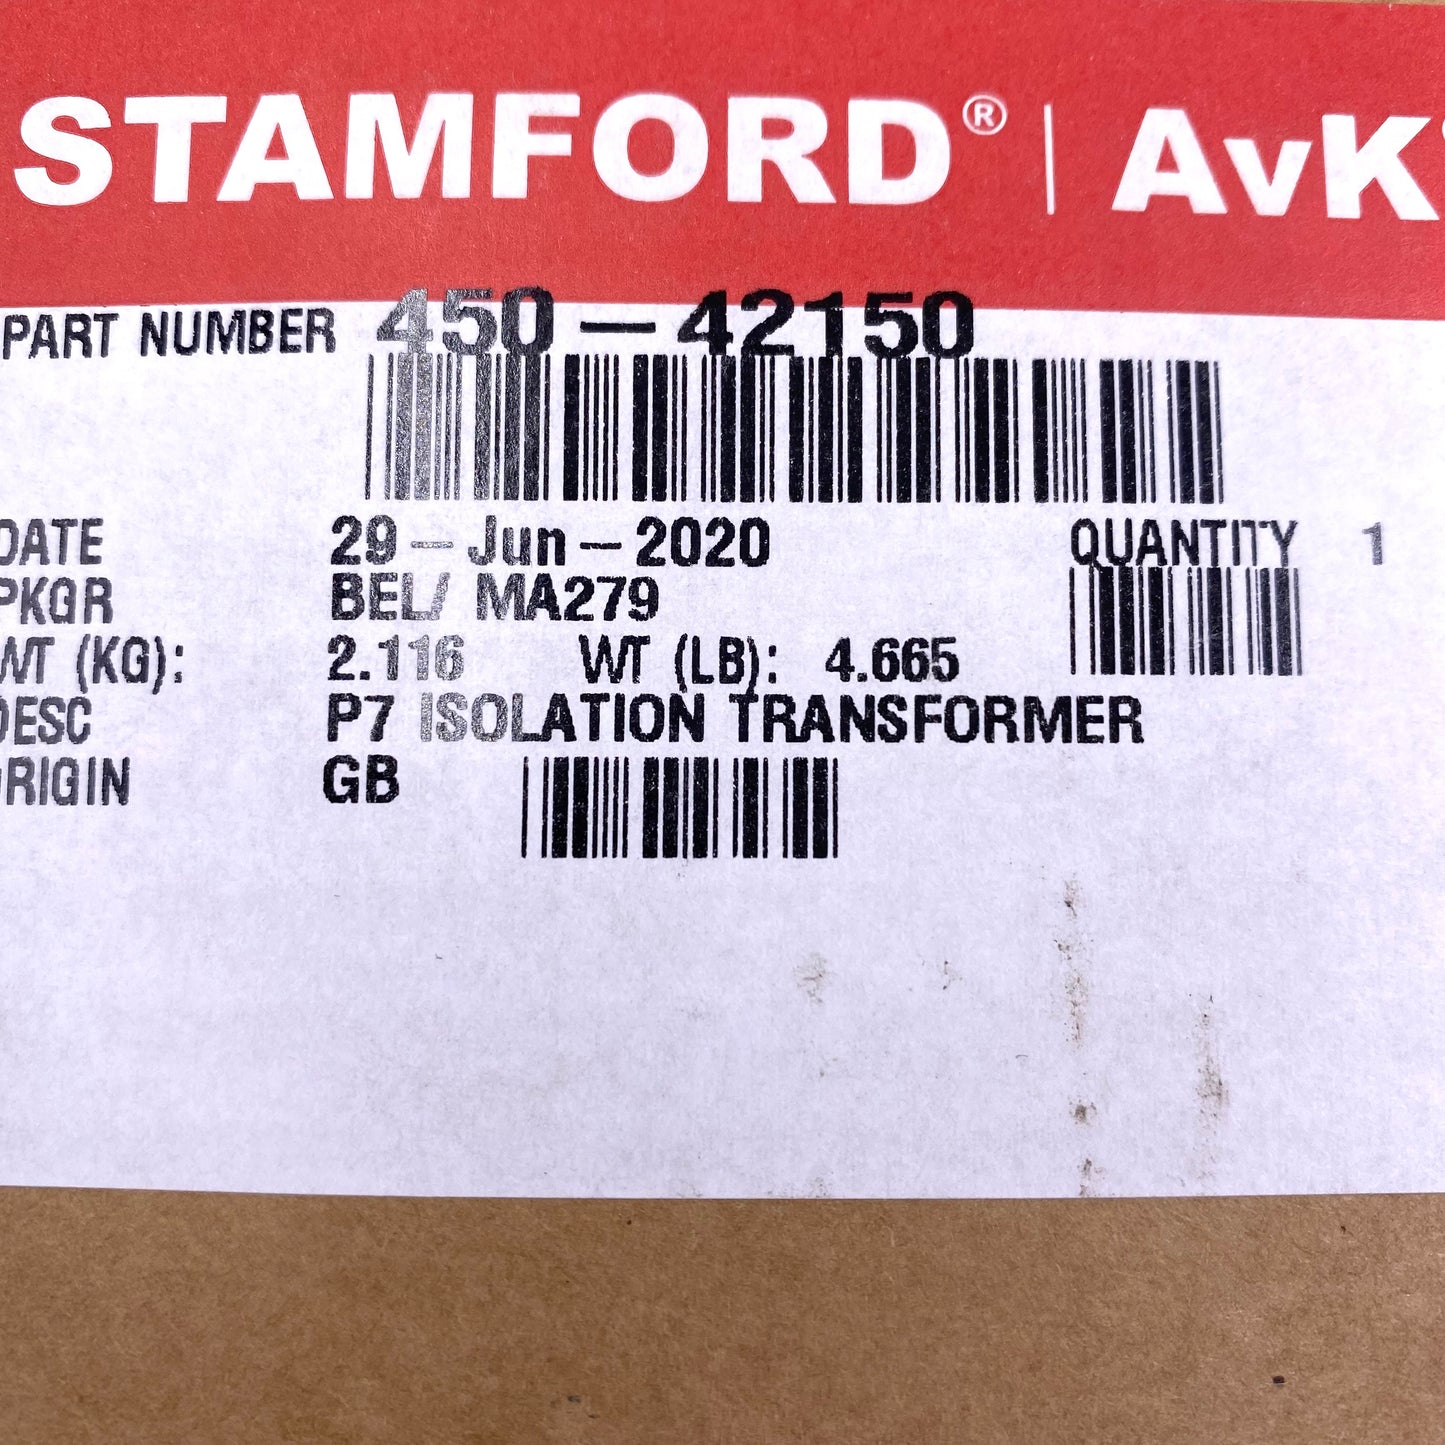 STAMFORD® | AvK
PART NUMBER 450-42150
DATE 29-Jun-2020 QUANTITY 1
PKGR BEL/ MA279
WT (KG): 2.116 WT (LB): 4.665
DESC P7 ISOLATION TRANSFORMER
ORIGIN GB